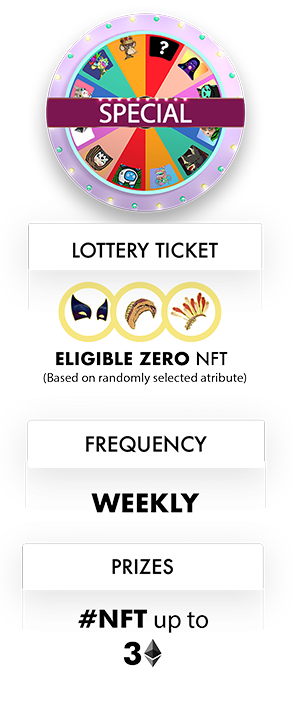 ?
SPECIAL
LOTTERY TICKET
ELIGIBLE ZERO NFT
(Based on randomly selected atribute)
FREQUENCY
WEEKLY
PRIZES
#NFT up to
3